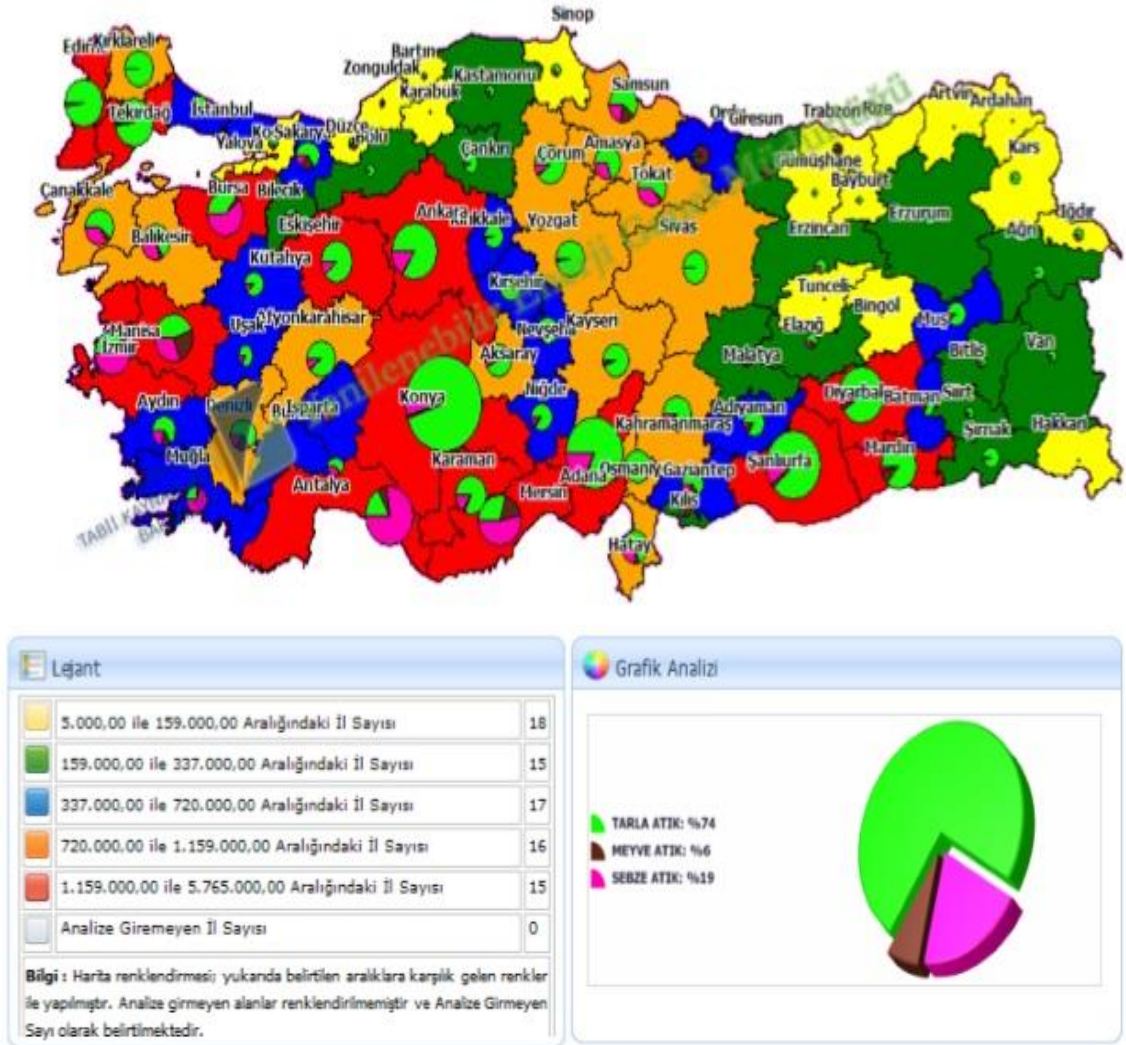 Sinop
Edirne Kırklareli
Bartın
Zonguldak
Kastamonu
Samsun
Karabük
Tekirdağ
İstanbul
Ordu Giresun
Trabzon Rize
Artvin Ardahan
Yalova
Sakarya
Düzce
Bolu
Çankırı
Çorum
Amasya
Tokat
Gümüşhane
Bayburt
Kars
Çanakkale
Bursa
Bilecik
Ankara
Yozgat
Sivas
Erzincan
Erzurum
Ağrı
Iğdır
Balıkesir
Eskişehir
Kütahya
Kırşehir
Tunceli
Bingöl
Elazığ
Muş
Manisa
İzmir
Uşak
Afyonkarahisar
Nevşehir
Kayseri
Aksaray
Malatya
Bitlis
Van
Aydın
Denizli
Isparta
Konya
Niğde
Diyarbakır
Batman
Siirt
Kahramanmaraş
Adıyaman
Şırnak
Hakkari
Muğla
Karaman
Antalya
Mersin
Adana
Osmaniye
Gaziantep
Şanlıurfa
Mardin
Kilis
Hatay
Yenilenebilir Enerji Genel Müdürlüğü
Lejant
5.000,00 ile 159.000,00 Aralığındaki İl Sayısı 18
159.000,00 ile 337.000,00 Aralığındaki İl Sayısı 15
337.000,00 ile 720.000,00 Aralığındaki İl Sayısı 17
720.000,00 ile 1.159.000,00 Aralığındaki İl Sayısı 16
1.159.000,00 ile 5.765.000,00 Aralığındaki İl Sayısı 15
Analize Giremeyen İl Sayısı 0
Bilgi : Harita renklendirmesi; yukarıda belirtilen aralıklara karşılık gelen renkler
ile yapılmıştır. Analize girmeyen alanlar renklendirilmemiştir ve Analize Girmeyen
Sayı olarak belirtilmektedir.
Grafik Analizi
TARLA ATIK: %74
MEYVE ATIK: %6
SEBZE ATIK: %19